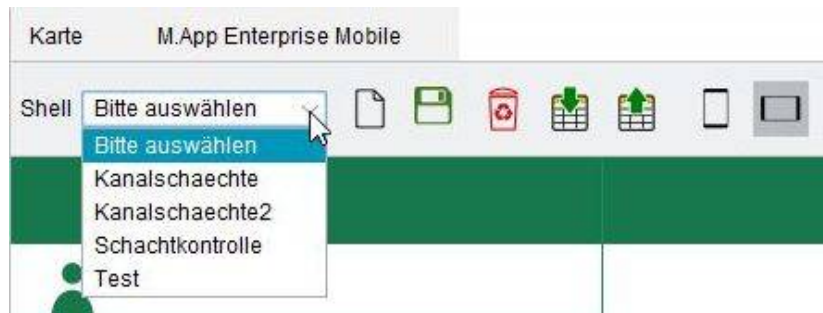 Karte M.App Enterprise Mobile
Shell Bitte auswählen
Bitte auswählen
Kanalschaechte
Kanalschaechte2
Schachtkontrolle
Test